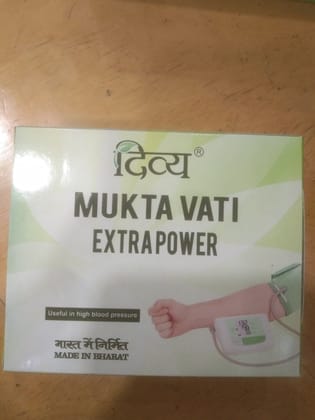 दिव्य®
MUKTA VATI
EXTRAPOWER
Useful in high blood pressure
भारत में निर्मित
MADE IN BHARAT